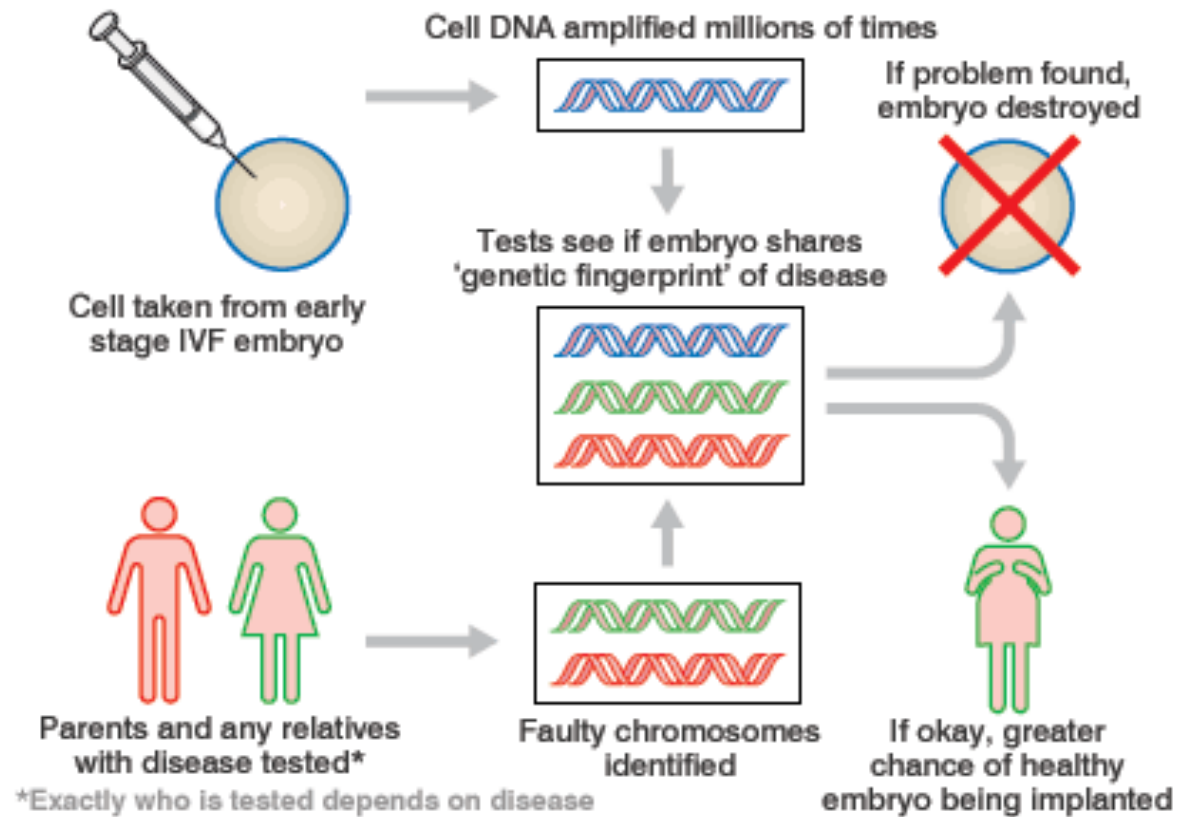 Cell DNA amplified millions of times
If problem found,
embryo destroyed
Tests see if embryo shares
‘genetic fingerprint’ of disease
Cell taken from early
stage IVF embryo
Parents and any relatives
with disease tested*
*Exactly who is tested depends on disease
Faulty chromosomes
identified
If okay, greater
chance of healthy
embryo being implanted